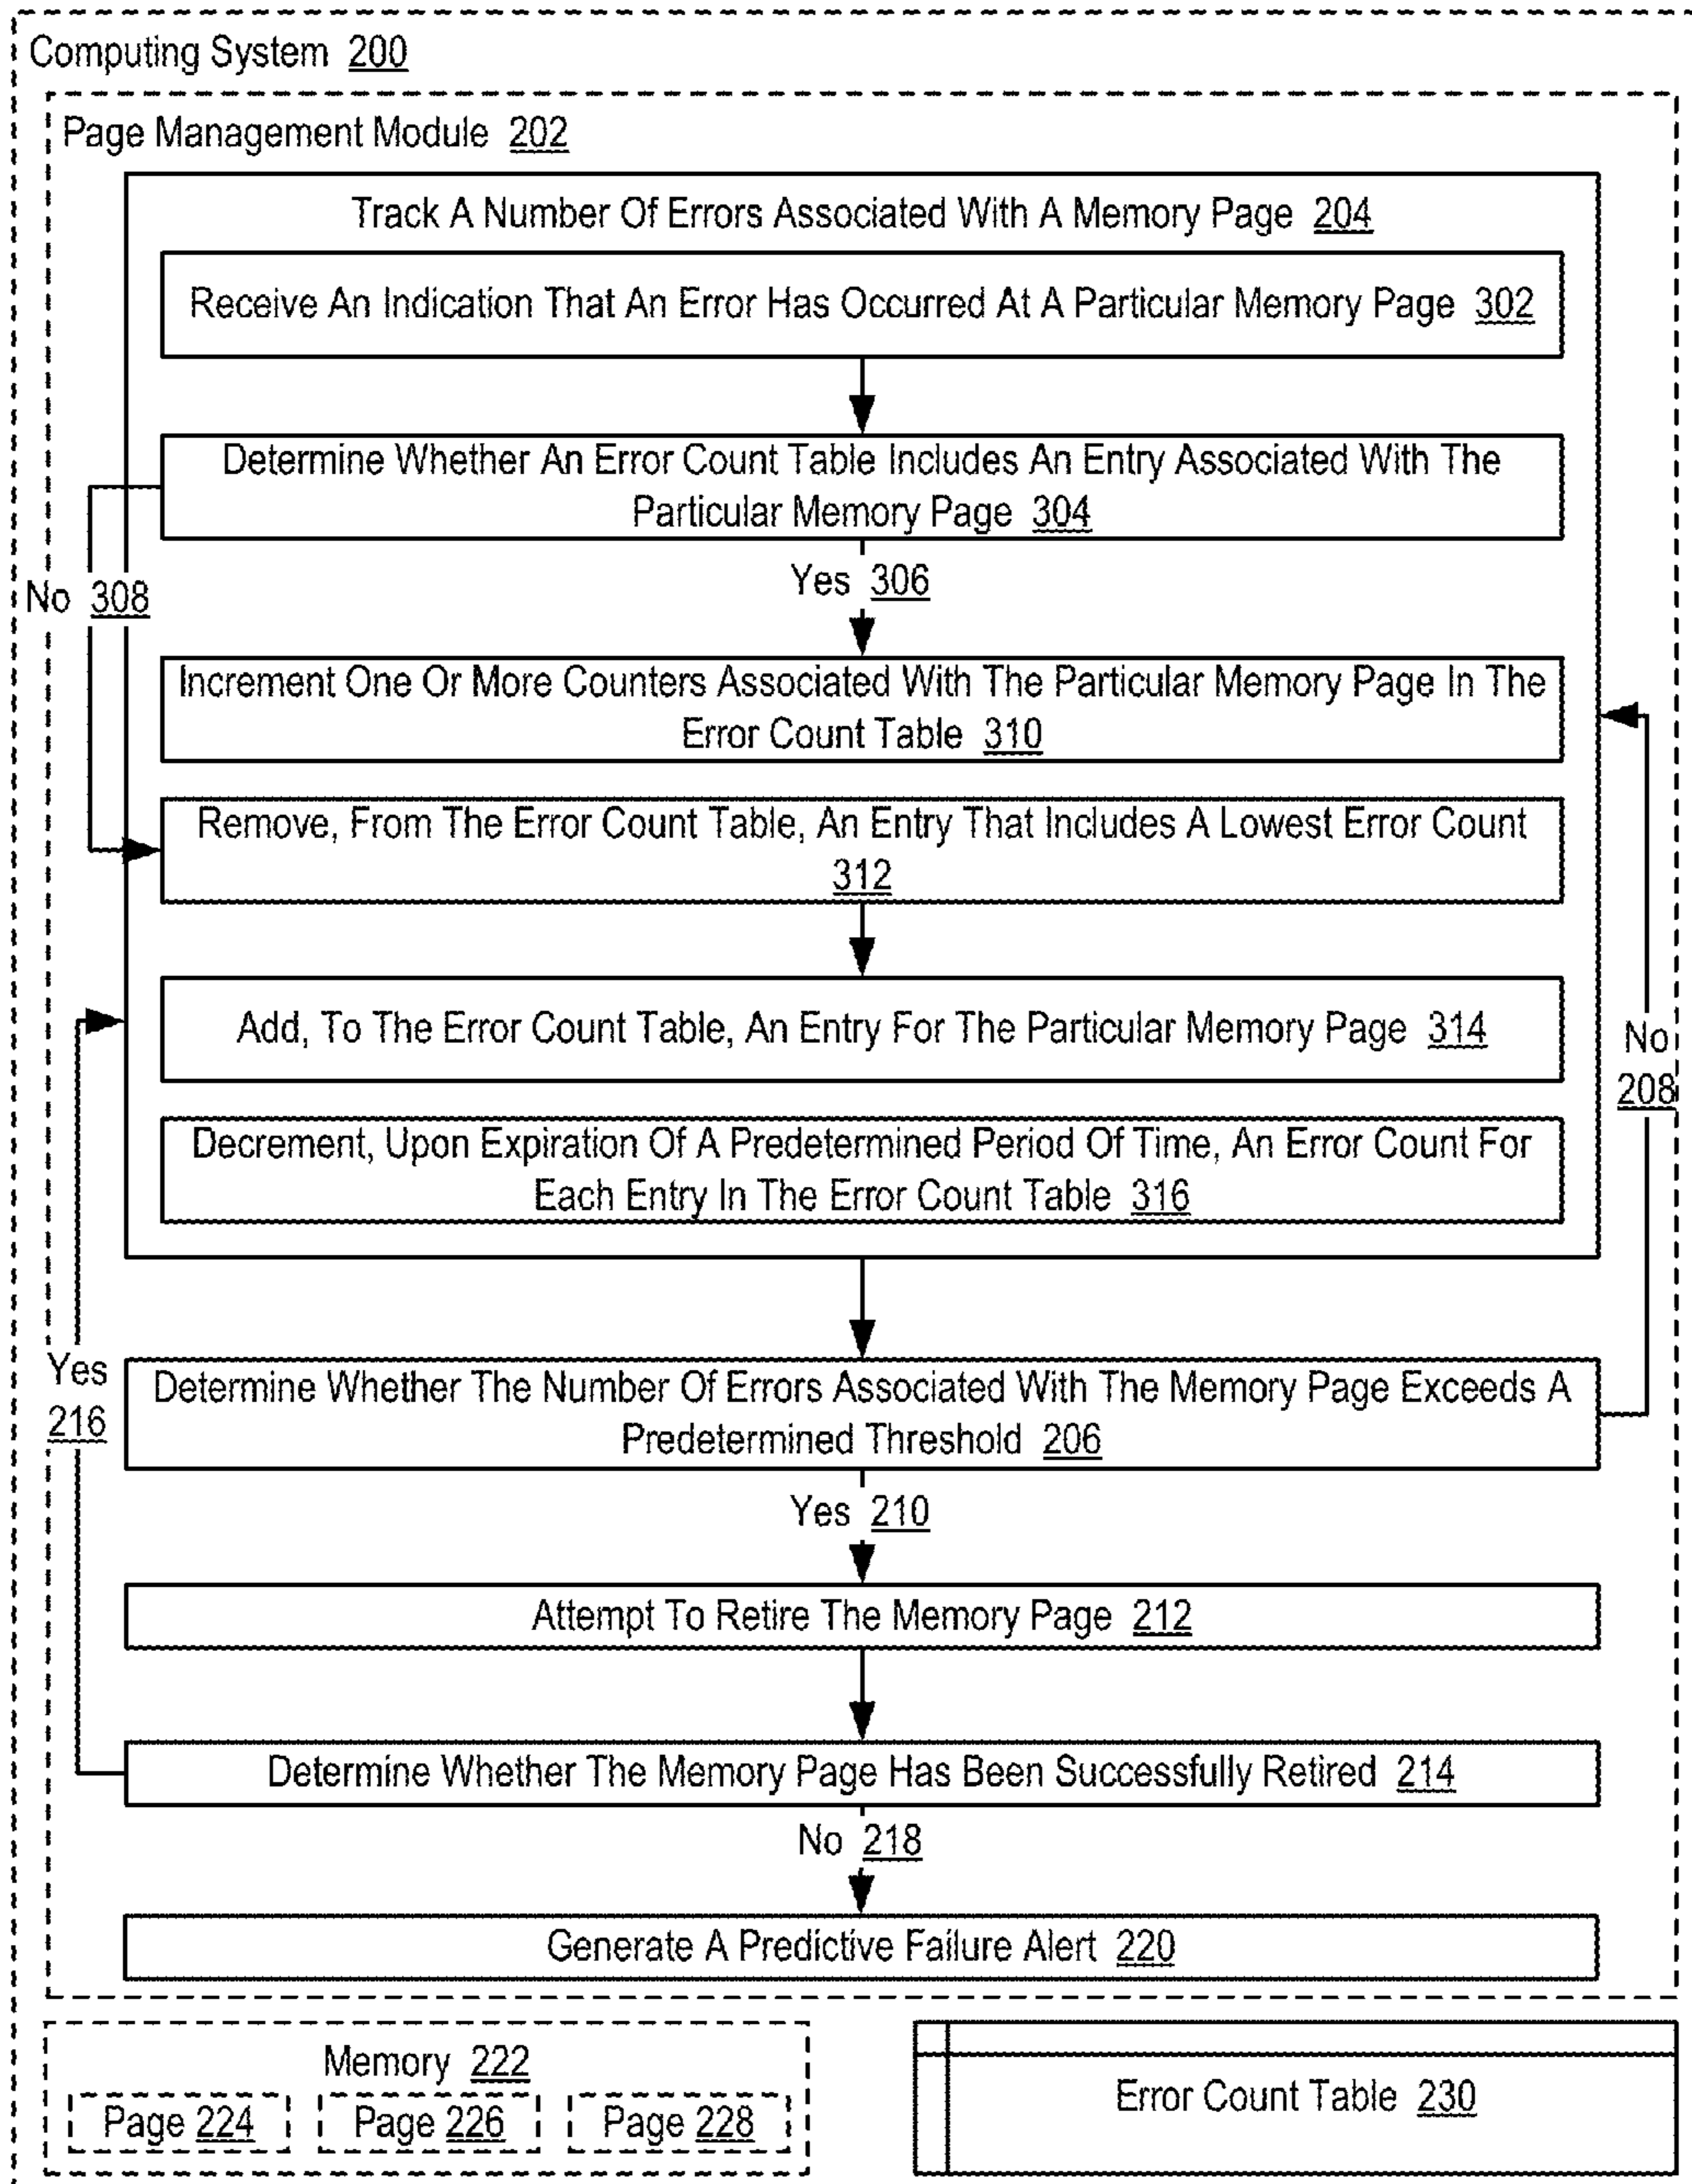 Computing System 200
Page Management Module 202
Track A Number Of Errors Associated With A Memory Page 204
Receive An Indication That An Error Has Occurred At A Particular Memory Page 302
Determine Whether An Error Count Table Includes An Entry Associated With The
Particular Memory Page 304
Yes 306
No 308
Increment One Or More Counters Associated With The Particular Memory Page In The
Error Count Table 310
Remove, From The Error Count Table, An Entry That Includes A Lowest Error Count
312
Add, To The Error Count Table, An Entry For The Particular Memory Page 314
No
208
Decrement, Upon Expiration Of A Predetermined Period Of Time, An Error Count For
Each Entry In The Error Count Table 316
Yes
216
Determine Whether The Number Of Errors Associated With The Memory Page Exceeds A
Predetermined Threshold 206
Yes 210
Attempt To Retire The Memory Page 212
Determine Whether The Memory Page Has Been Successfully Retired 214
No 218
Generate A Predictive Failure Alert 220
Memory 222
Page 224
Page 226
Page 228
Error Count Table 230